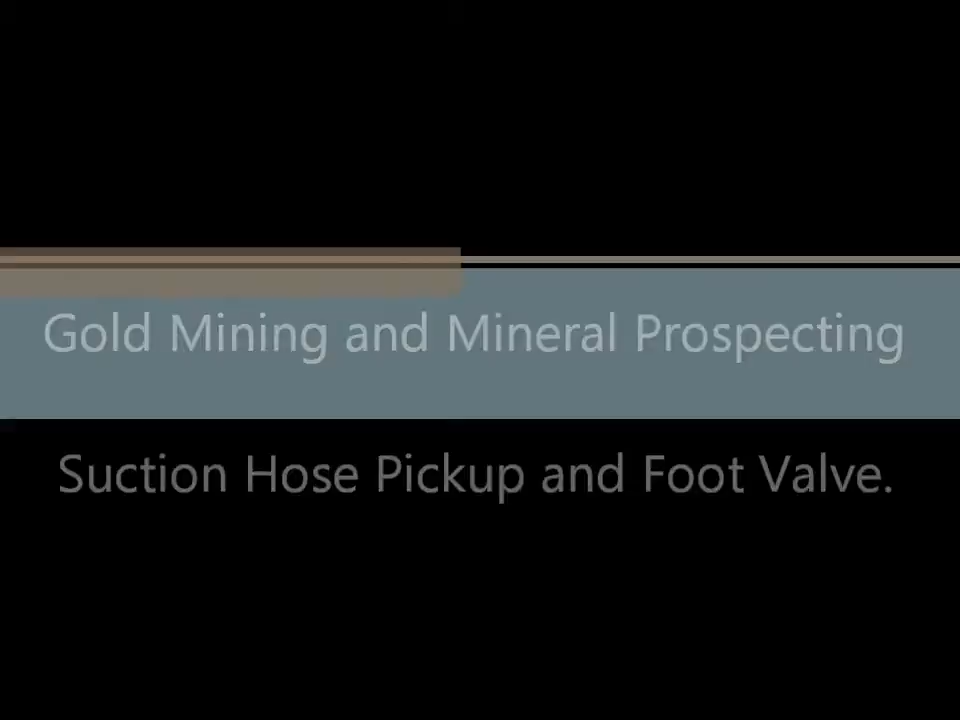 Gold Mining and Mineral Prospecting
Suction Hose Pickup and Foot Valve.